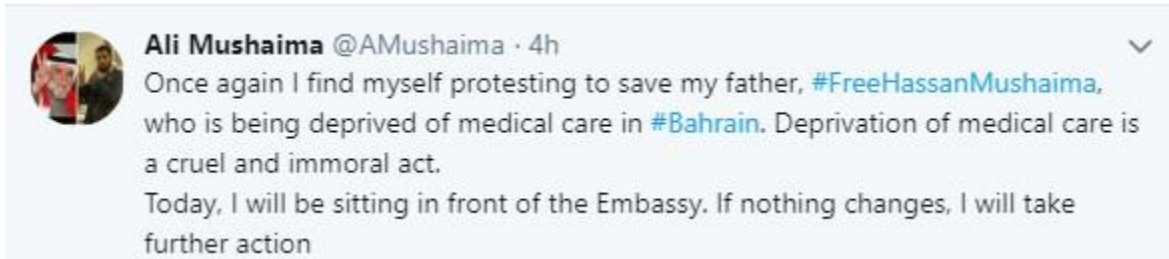 Ali Mushaima @AMushaima · 4h
Once again I find myself protesting to save my father, #FreeHassanMushaima,
who is being deprived of medical care in #Bahrain. Deprivation of medical care is
a cruel and immoral act.
Today, I will be sitting in front of the Embassy. If nothing changes, I will take
further action